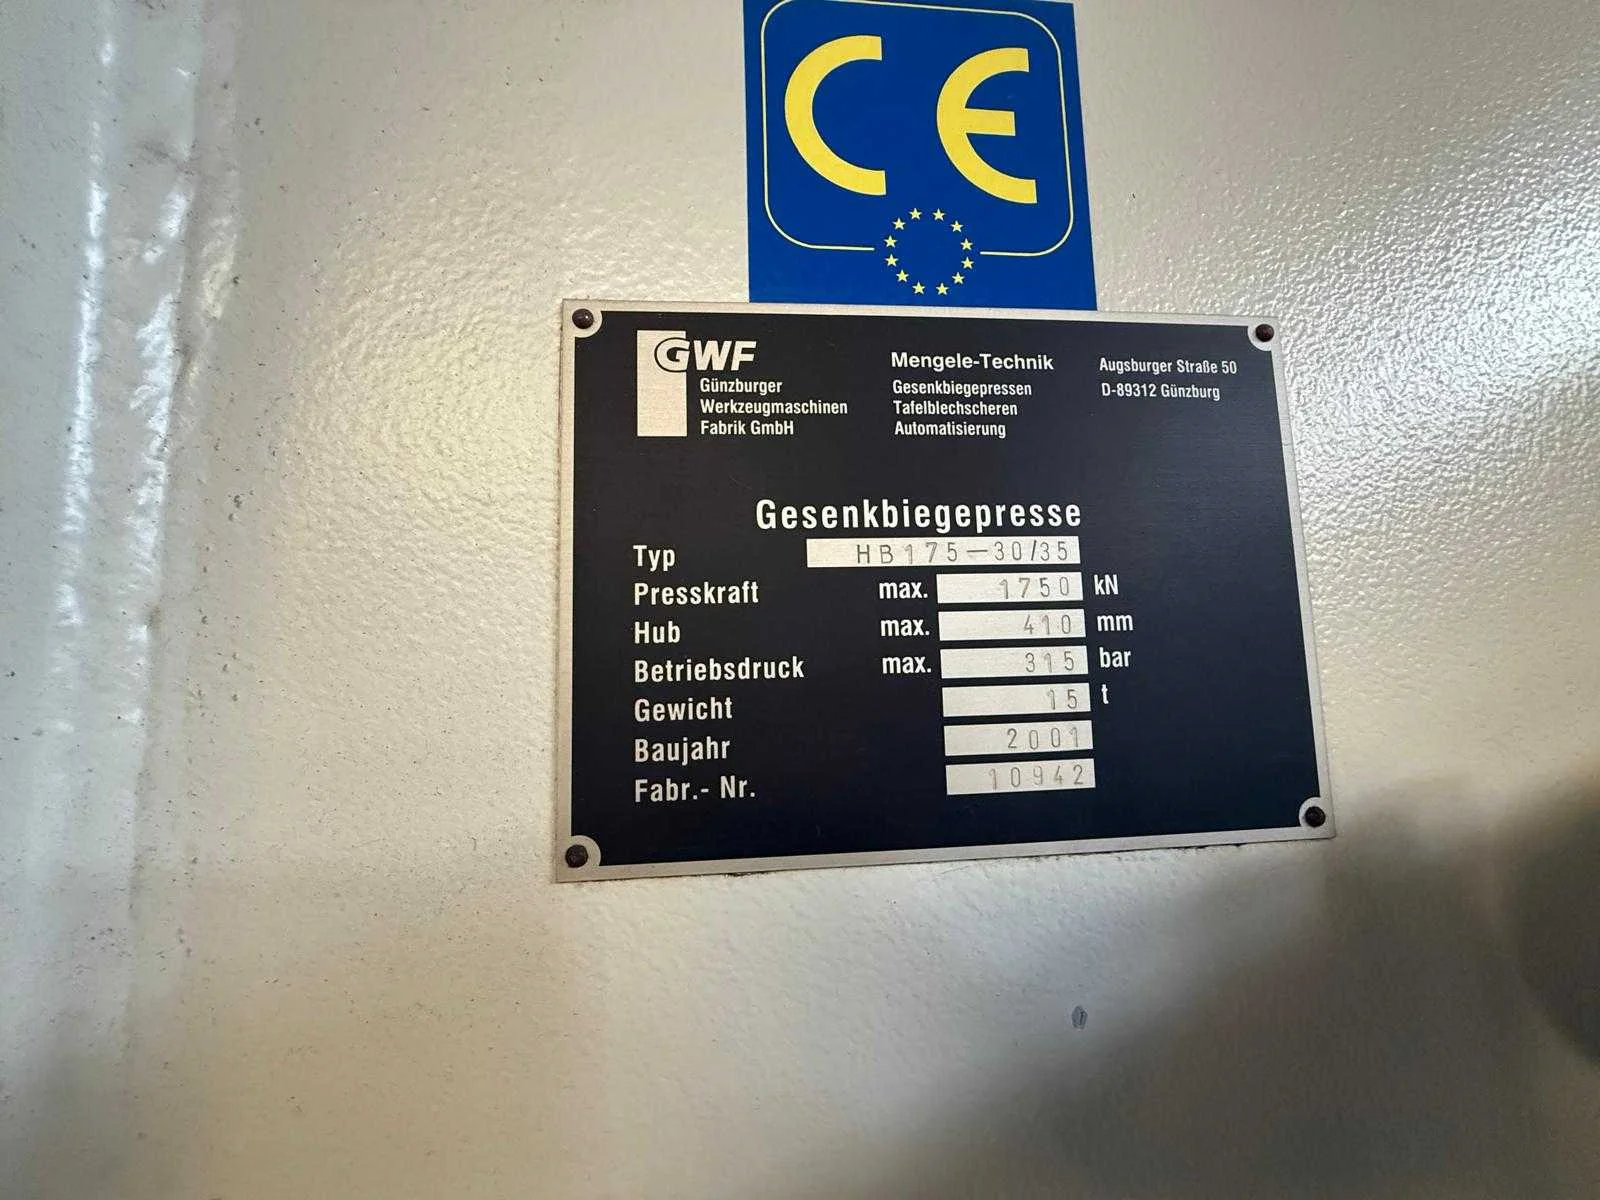 CE
GWF
Günzburger
Werkzeugmaschinen
Fabrik GmbH
Mengele-Technik
Gesenkbiegepressen
Tafelblechscheren
Automatisierung
Augsburger Straße 50
D-89312 Günzburg
Gesenkbiegepresse
Typ HB175-30/35
Presskraft max. 1750 kN
Hub max. 410 mm
Betriebsdruck max. 315 bar
Gewicht 15 t
Baujahr 2001
Fabr.- Nr. 10942